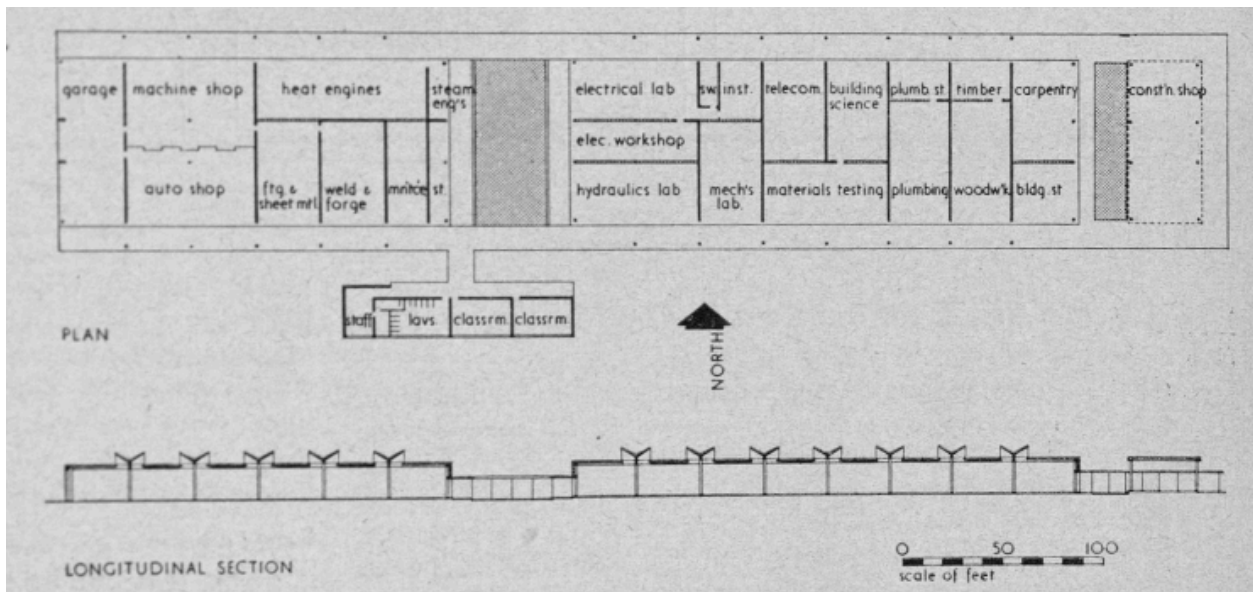 garage machine shop heat engines steam
eng's
electrical lab sw. inst. telecom. building
science plumb. st. timber carpentry const'n. shop
elec. workshop
auto shop ftg. &
sheet mtl. weld &
forge mn'tce st. hydraulics lab mech's
lab. materials testing plumbing woodw'k bldg. st
staff lavs. classrm. classrm.
PLAN
NORTH
LONGITUDINAL SECTION
0 50 100
scale of feet